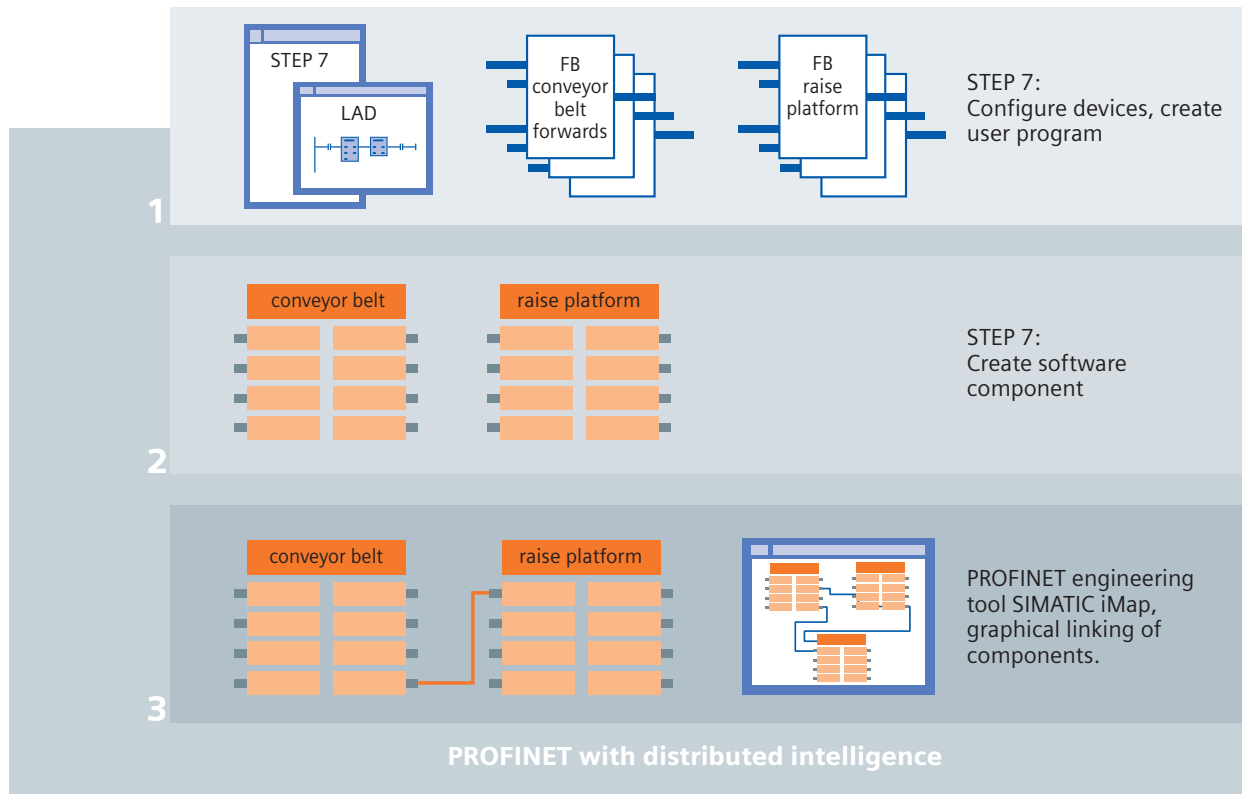 STEP 7
LAD
FB
conveyor
belt
forwards
FB
raise
platform
STEP 7:
Configure devices, create
user program
1
conveyor belt
raise platform
STEP 7:
Create software
component
2
conveyor belt
raise platform
PROFINET engineering
tool SIMATIC iMap,
graphical linking of
components.
3
PROFINET with distributed intelligence